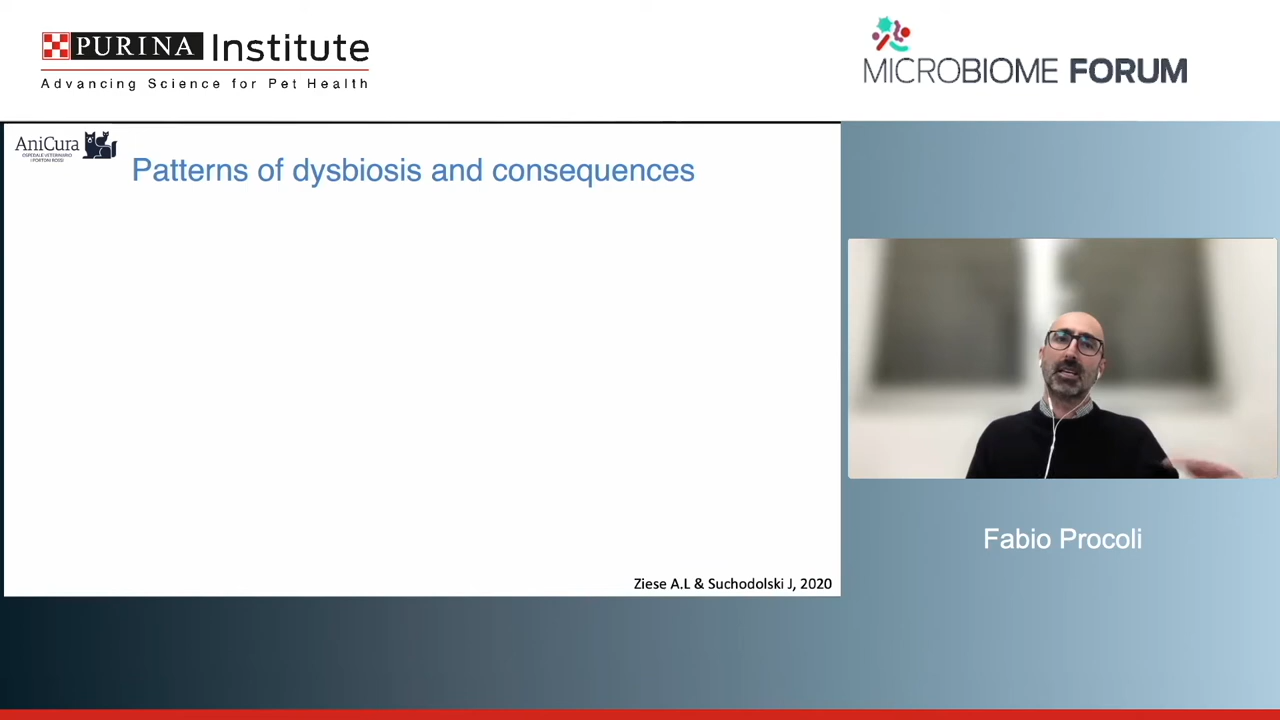 PURINA Institute
Advancing Science for Pet Health
MICROBIOME FORUM
AniCura
OSPEDALE VETERINARIO
I PORTONI ROSSI
Patterns of dysbiosis and consequences
Ziese A.L & Suchodolski J, 2020
Fabio Procoli